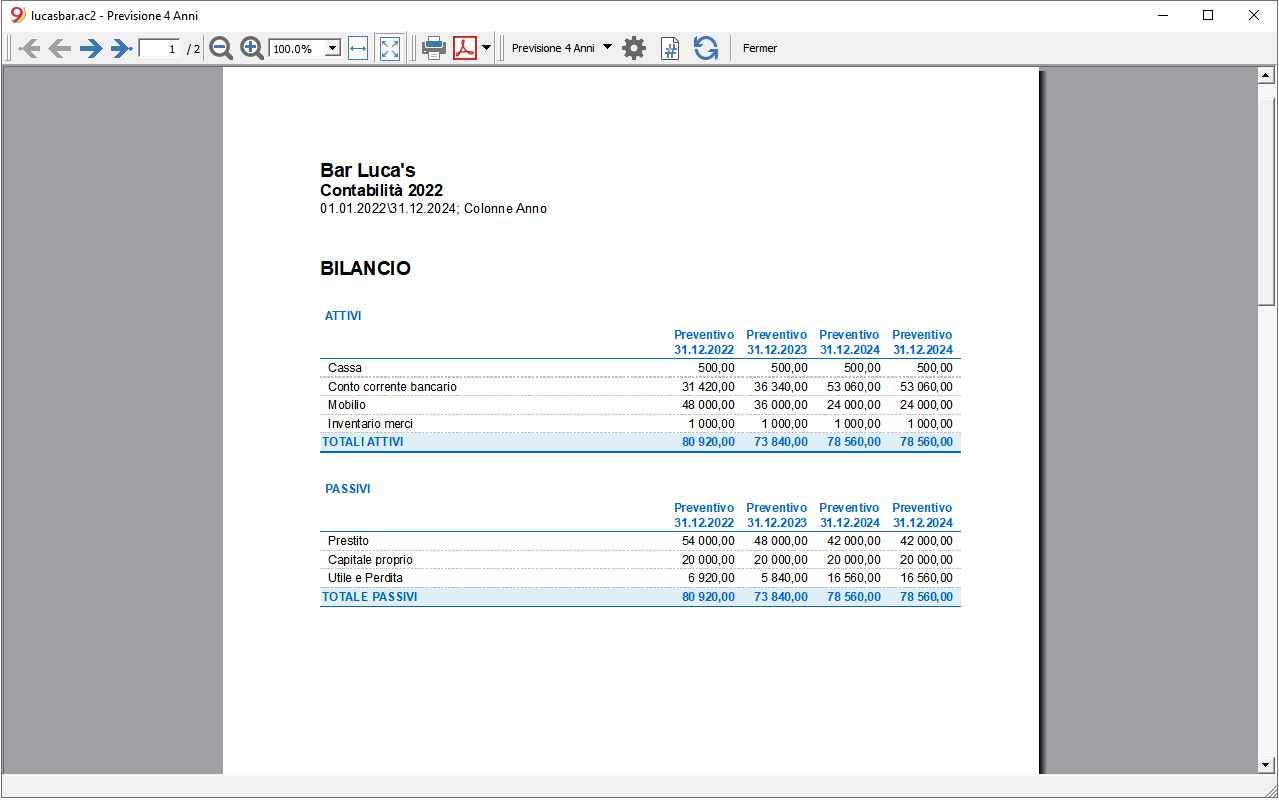 lucasbar.ac2 - Previsione 4 Anni
1 / 2 100.0% Previsione 4 Anni # Fermer
Bar Luca's
Contabilità 2022
01.01.2022\31.12.2024; Colonne Anno
BILANCIO
ATTIVI
Preventivo Preventivo Preventivo Preventivo
31.12.2022 31.12.2023 31.12.2024 31.12.2024
Cassa 500,00 500,00 500,00 500,00
Conto corrente bancario 31 420,00 36 340,00 53 060,00 53 060,00
Mobilio 48 000,00 36 000,00 24 000,00 24 000,00
Inventario merci 1 000,00 1 000,00 1 000,00 1 000,00
TOTALI ATTIVI 80 920,00 73 840,00 78 560,00 78 560,00
PASSIVI
Preventivo Preventivo Preventivo Preventivo
31.12.2022 31.12.2023 31.12.2024 31.12.2024
Prestito 54 000,00 48 000,00 42 000,00 42 000,00
Capitale proprio 20 000,00 20 000,00 20 000,00 20 000,00
Utile e Perdita 6 920,00 5 840,00 16 560,00 16 560,00
TOTALE PASSIVI 80 920,00 73 840,00 78 560,00 78 560,00